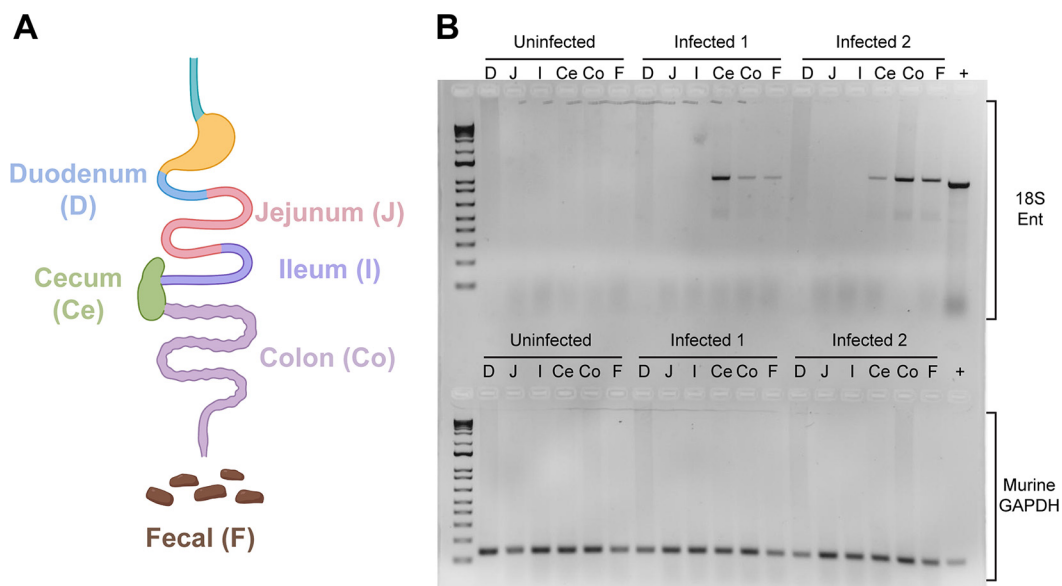 A
Duodenum
(D)
Jejunum (J)
Ileum (I)
Cecum
(Ce)
Colon (Co)
Fecal (F)
B
Uninfected Infected 1 Infected 2
D J I Ce Co F D J I Ce Co F D J I Ce Co F +
18S
Ent
Uninfected Infected 1 Infected 2
D J I Ce Co F D J I Ce Co F D J I Ce Co F +
Murine
GAPDH